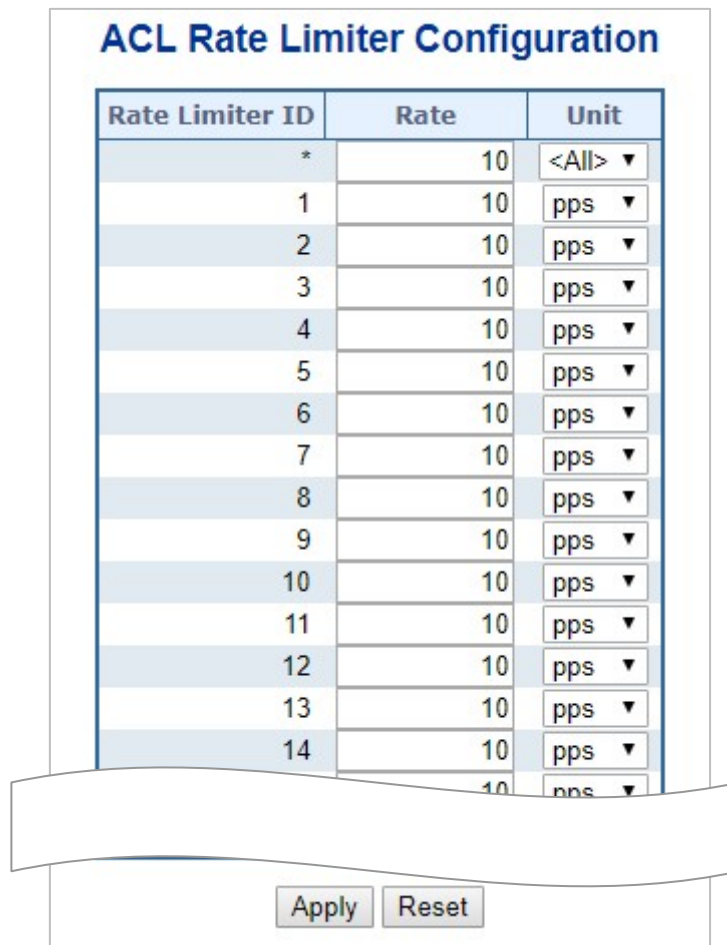 ACL Rate Limiter Configuration
Rate Limiter ID Rate Unit
* 10 <All>
1 10 pps
2 10 pps
3 10 pps
4 10 pps
5 10 pps
6 10 pps
7 10 pps
8 10 pps
9 10 pps
10 10 pps
11 10 pps
12 10 pps
13 10 pps
14 10 pps
10 pps
Apply Reset